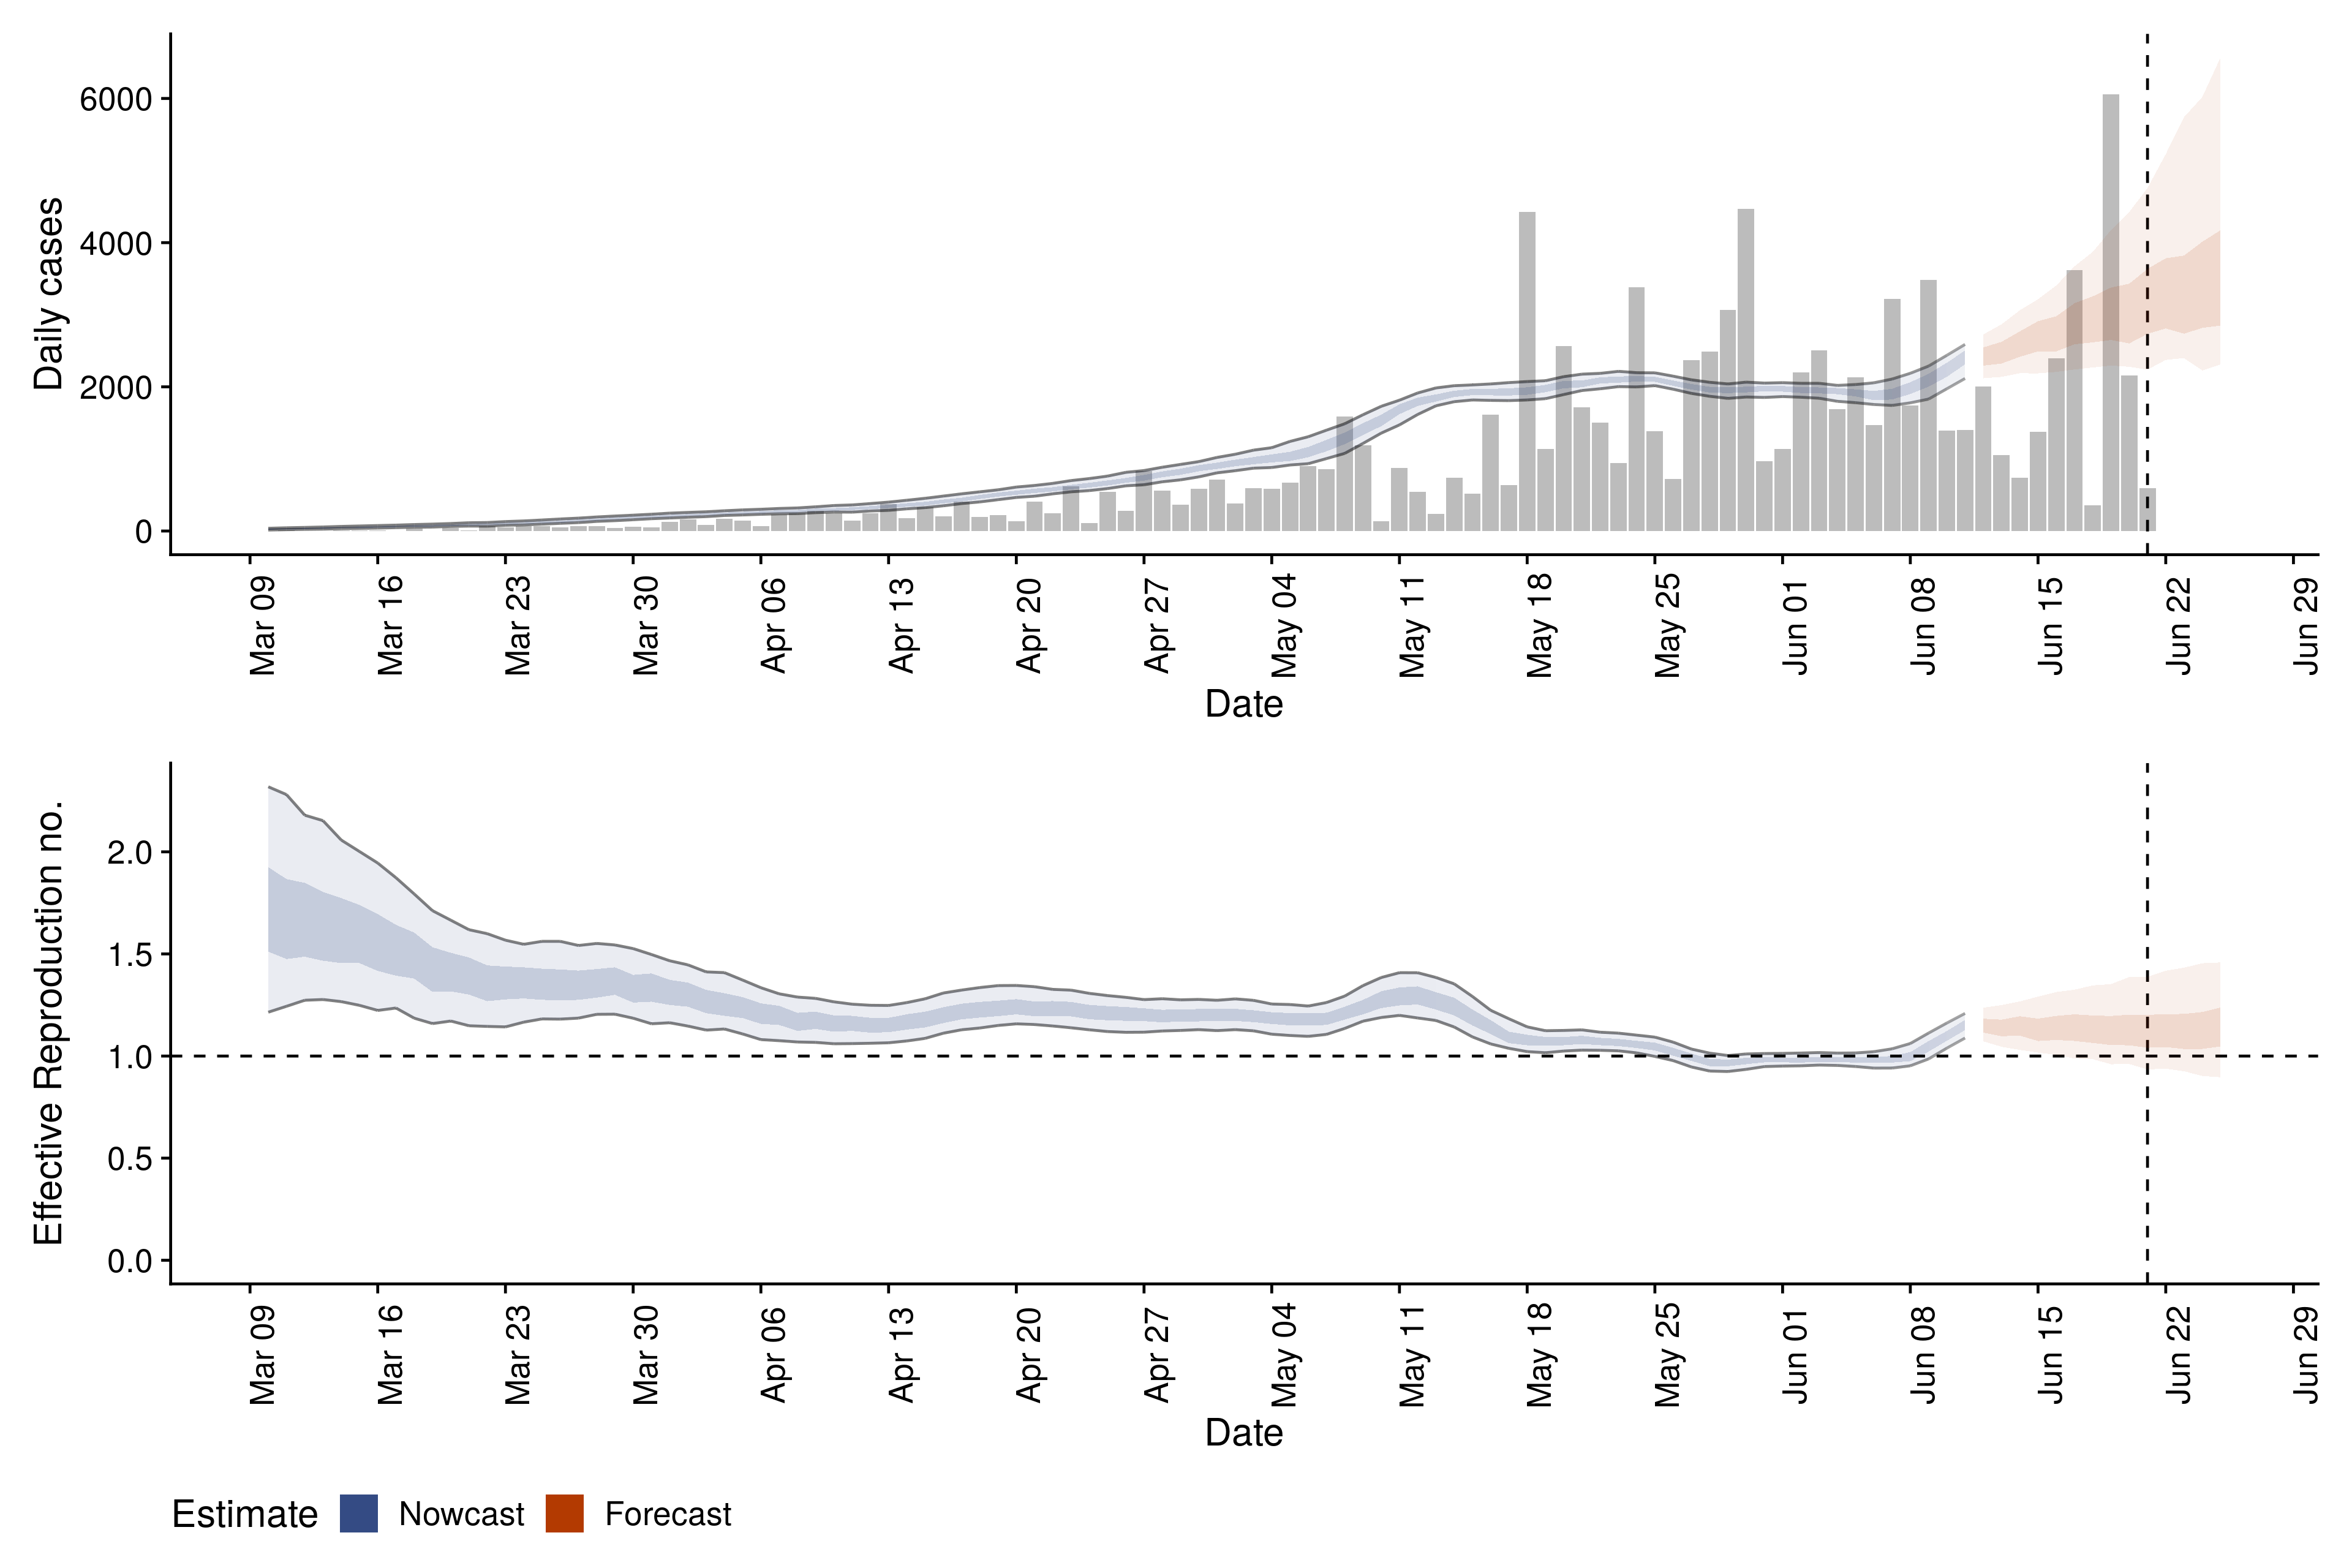 Daily cases
6000
4000
2000
0
Mar 09
Mar 16
Mar 23
Mar 30
Apr 06
Apr 13
Apr 20
Apr 27
May 04
May 11
May 18
May 25
Jun 01
Jun 08
Jun 15
Jun 22
Jun 29
Date
Effective Reproduction no.
2.0
1.5
1.0
0.5
0.0
Mar 09
Mar 16
Mar 23
Mar 30
Apr 06
Apr 13
Apr 20
Apr 27
May 04
May 11
May 18
May 25
Jun 01
Jun 08
Jun 15
Jun 22
Jun 29
Date
Estimate Nowcast Forecast